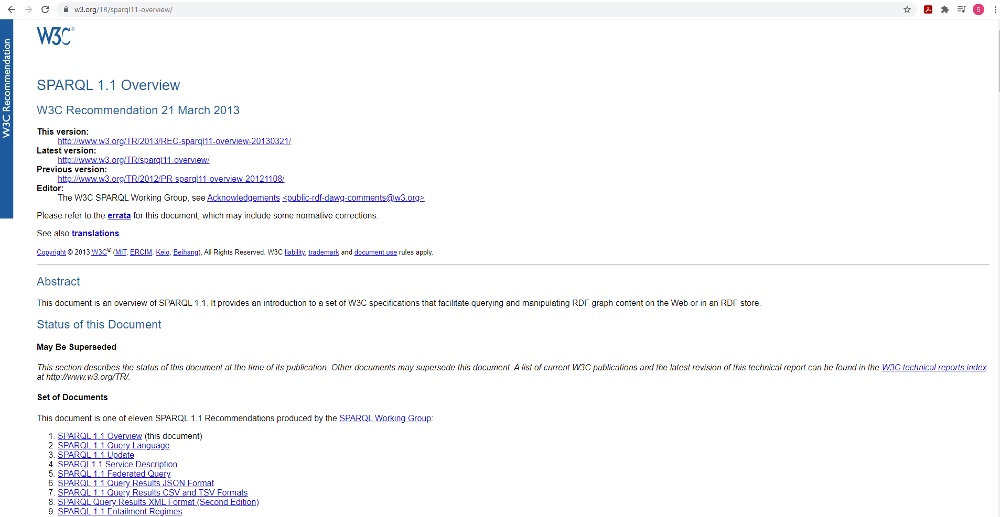 w3.org/TR/sparql11-overview/
S
W3C Recommendation
W3C®
SPARQL 1.1 Overview
W3C Recommendation 21 March 2013
This version:
http://www.w3.org/TR/2013/REC-sparql11-overview-20130321/
Latest version:
http://www.w3.org/TR/sparql11-overview/
Previous version:
http://www.w3.org/TR/2012/PR-sparql11-overview-20121108/
Editor:
The W3C SPARQL Working Group, see Acknowledgements <public-rdf-dawg-comments@w3.org>
Please refer to the errata for this document, which may include some normative corrections.
See also translations.
Copyright © 2013 W3C® (MIT, ERCIM, Keio, Beihang), All Rights Reserved. W3C liability, trademark and document use rules apply.
Abstract
This document is an overview of SPARQL 1.1. It provides an introduction to a set of W3C specifications that facilitate querying and manipulating RDF graph content on the Web or in an RDF store.
Status of this Document
May Be Superseded
This section describes the status of this document at the time of its publication. Other documents may supersede this document. A list of current W3C publications and the latest revision of this technical report can be found in the W3C technical reports index
at http://www.w3.org/TR/.
Set of Documents
This document is one of eleven SPARQL 1.1 Recommendations produced by the SPARQL Working Group:
1. SPARQL 1.1 Overview (this document)
2. SPARQL 1.1 Query Language
3. SPARQL 1.1 Update
4. SPARQL1.1 Service Description
5. SPARQL 1.1 Federated Query
6. SPARQL 1.1 Query Results JSON Format
7. SPARQL 1.1 Query Results CSV and TSV Formats
8. SPARQL Query Results XML Format (Second Edition)
9. SPARQL 1.1 Entailment Regimes